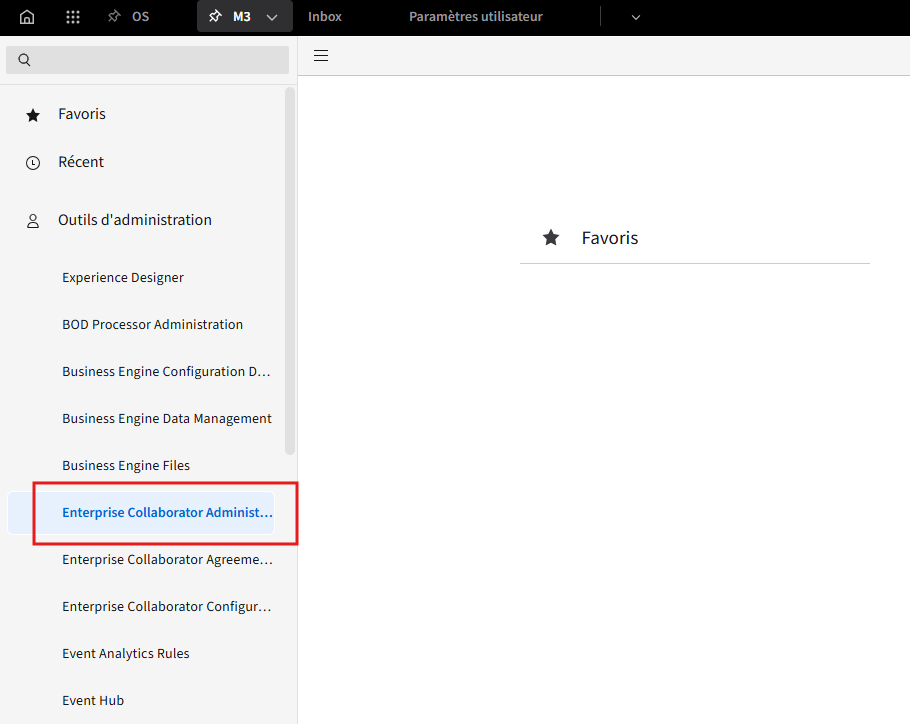 OS
M3
Inbox
Paramètres utilisateur
Favoris
Récent
Outils d'administration
Experience Designer
BOD Processor Administration
Business Engine Configuration D…
Business Engine Data Management
Business Engine Files
Enterprise Collaborator Administ…
Enterprise Collaborator Agreeme…
Enterprise Collaborator Configur…
Event Analytics Rules
Event Hub
Favoris